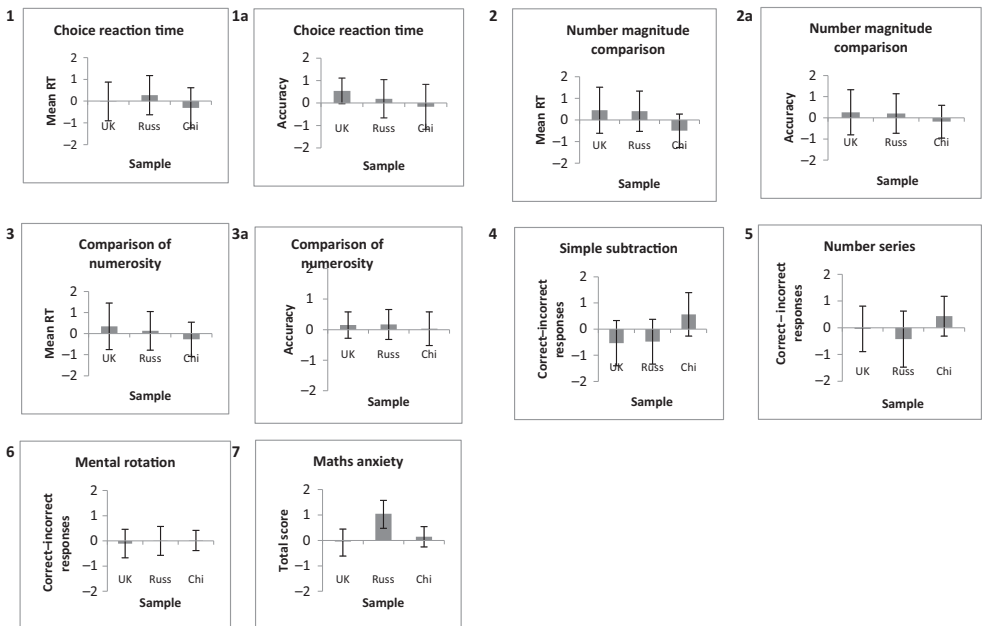 1
Choice reaction time
Mean RT
2
1
0
−1
−2
UK Russ Chi
Sample
1a
Choice reaction time
Accuracy
2
1
0
−1
−2
UK Russ Chi
Sample
2
Number magnitude
comparison
Mean RT
2
1
0
−1
−2
UK Russ Chi
Sample
2a
Number magnitude
comparison
Accuracy
2
1
0
−1
−2
UK Russ Chi
Sample
3
Comparison of
numerosity
Mean RT
2
1
0
−1
−2
UK Russ Chi
Sample
3a
Comparison of
numerosity
Accuracy
2
1
0
−1
−2
UK Russ Chi
Sample
4
Simple subtraction
Correct–incorrect
responses
2
1
0
−1
−2
UK Russ Chi
Sample
5
Number series
Correct– incorrect
responses
2
1
0
−1
−2
UK Russ Chi
Sample
6
Mental rotation
Correct–incorrect
responses
2
1
0
−1
−2
UK Russ Chi
Sample
7
Maths anxiety
Total score
2
1
0
−1
−2
UK Russ Chi
Sample